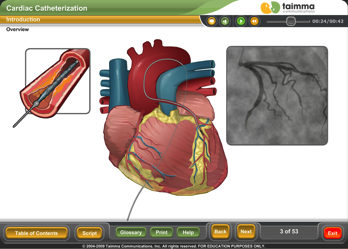 Cardiac Catheterization
taimma
communications
Introduction
00:24/00:42
Overview
Table of Contents
Script
Glossary
Print
Help
Back
Next
3 of 53
Exit
© 2004-2009 Taimma Communications, Inc. All rights reserved. FOR EDUCATION PURPOSES ONLY.